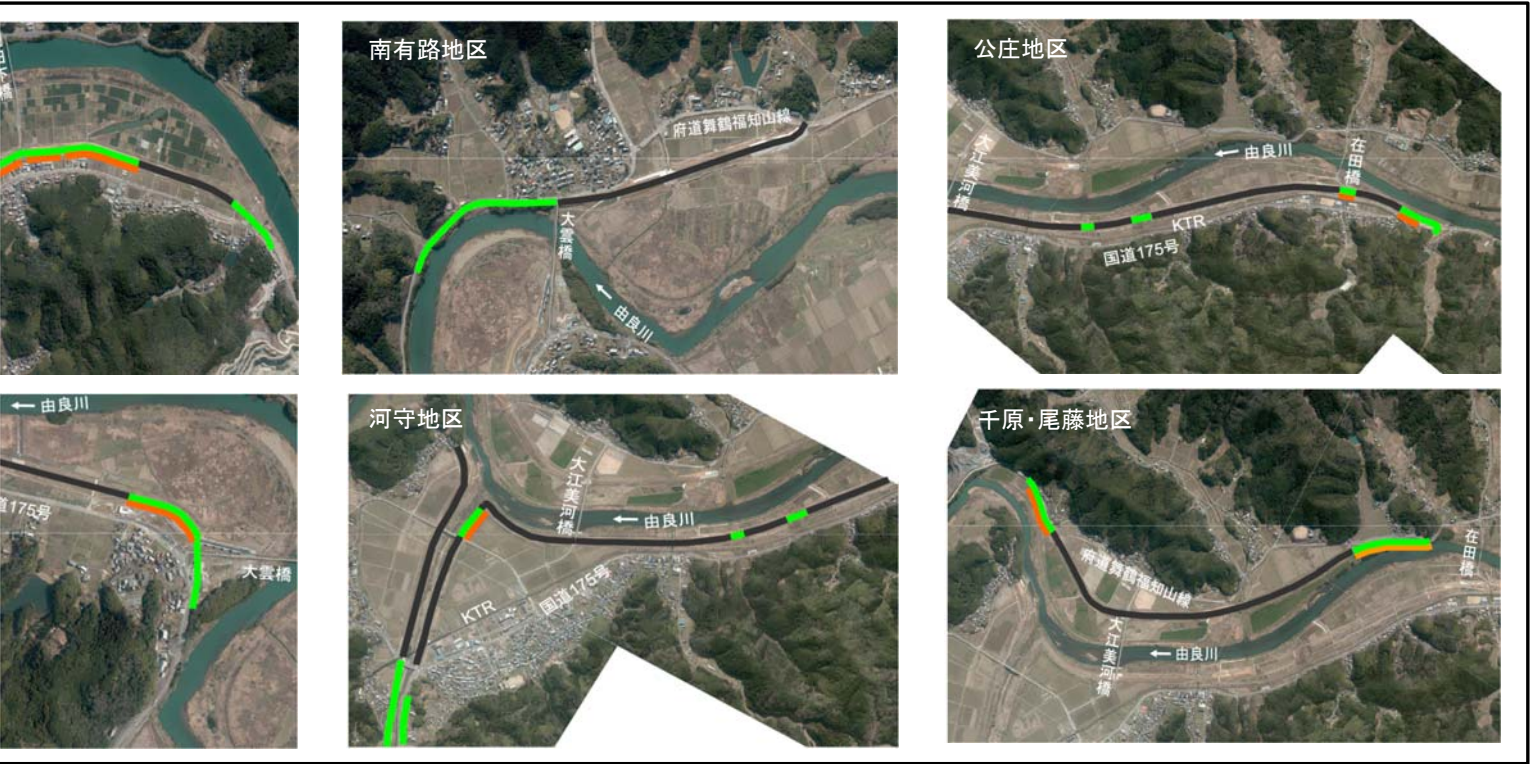 南有路地区
府道舞鶴福知山線
大雲橋
← 由良川
公庄地区
大江美河橋
← 由良川
在田橋
KTR
国道175号
← 由良川
道175号
大雲橋
河守地区
大江美河橋
← 由良川
KTR
国道175号
千原・尾藤地区
府道舞鶴福知山線
在田橋
大江美河橋
← 由良川